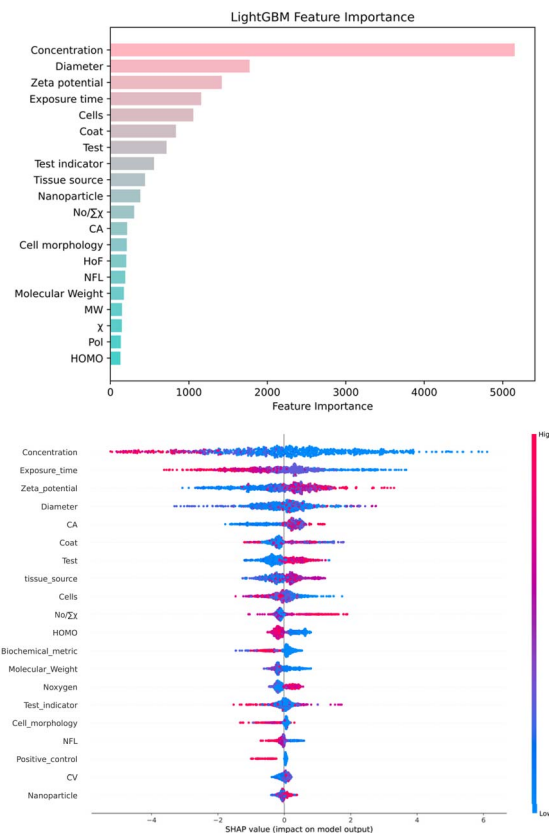 LightGBM Feature Importance
Concentration
Diameter
Zeta potential
Exposure time
Cells
Coat
Test
Test indicator
Tissue source
Nanoparticle
No/∑χ
CA
Cell morphology
HoF
NFL
Molecular Weight
MW
χ
Pol
HOMO
0 1000 2000 3000 4000 5000
Feature Importance
High
Concentration
Exposure_time
Zeta_potential
Diameter
CA
Coat
Test
tissue_source
Cells
No/∑χ
HOMO
Biochemical_metric
Molecular_Weight
Noxygen
Test_indicator
Cell_morphology
NFL
Positive_control
CV
Nanoparticle
Low
−4 −2 0 2 4 6
SHAP value (impact on model output)